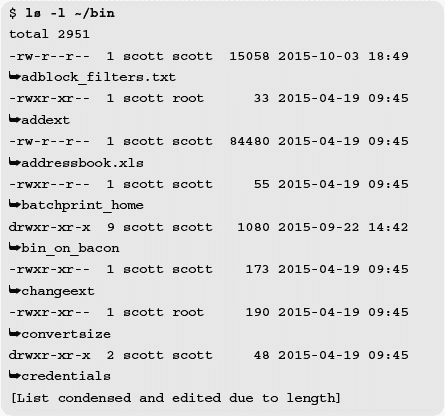 $ ls -l ~/bin
total 2951
-rw-r--r-- 1 scott scott 15058 2015-10-03 18:49
➥adblock_filters.txt
-rwxr-xr-- 1 scott root 33 2015-04-19 09:45
➥addext
-rw-r--r-- 1 scott scott 84480 2015-04-19 09:45
➥addressbook.xls
-rwxr--r-- 1 scott scott 55 2015-04-19 09:45
➥batchprint_home
drwxr-xr-x 9 scott scott 1080 2015-09-22 14:42
➥bin_on_bacon
-rwxr-xr-- 1 scott scott 173 2015-04-19 09:45
➥changeext
-rwxr-xr-- 1 scott root 190 2015-04-19 09:45
➥convertsize
drwxr-xr-x 2 scott scott 48 2015-04-19 09:45
➥credentials
[List condensed and edited due to length]